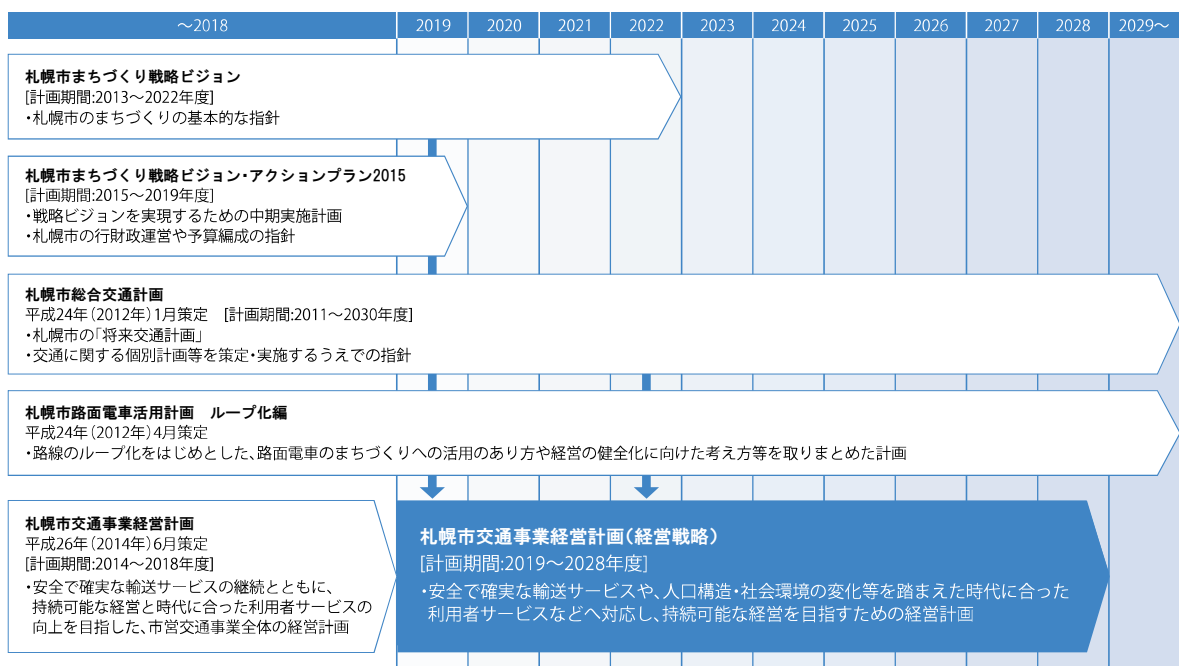 ～2018 2019 2020 2021 2022 2023 2024 2025 2026 2027 2028 2029～
札幌市まちづくり戦略ビジョン
[計画期間:2013～2022年度]
・札幌市のまちづくりの基本的な指針
札幌市まちづくり戦略ビジョン・アクションプラン2015
[計画期間:2015～2019年度]
・戦略ビジョンを実現するための中期実施計画
・札幌市の行財政運営や予算編成の指針
札幌市総合交通計画
平成24年(2012年)1月策定　[計画期間:2011～2030年度]
・札幌市の「将来交通計画」
・交通に関する個別計画等を策定・実施するうえでの指針
札幌市路面電車活用計画　ループ化編
平成24年(2012年)4月策定
・路線のループ化をはじめとした、路面電車のまちづくりへの活用のあり方や経営の健全化に向けた考え方等を取りまとめた計画
札幌市交通事業経営計画
平成26年(2014年)6月策定
[計画期間:2014～2018年度]
・安全で確実な輸送サービスの継続とともに、
持続可能な経営と時代に合った利用者サービスの
向上を目指した、市営交通事業全体の経営計画
札幌市交通事業経営計画(経営戦略)
[計画期間:2019～2028年度]
・安全で確実な輸送サービスや、人口構造・社会環境の変化等を踏まえた時代に合った
利用者サービスなどへ対応し、持続可能な経営を目指すための経営計画